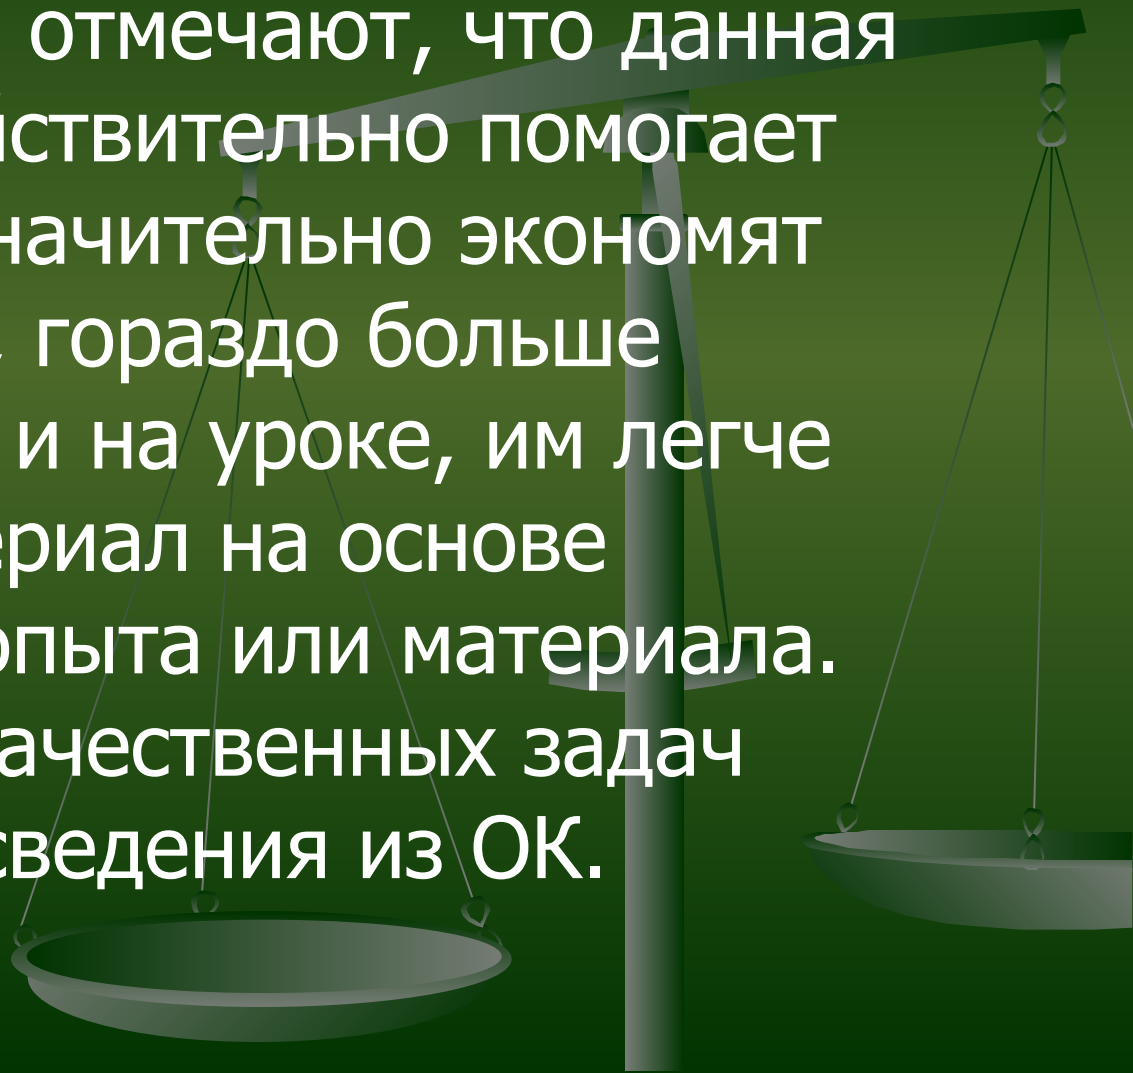 отмечают, что данная
йствительно помогает
начительно экономят
, гораздо больше
и на уроке, им легче
ериал на основе
опыта или материала.
ачественных задач
сведения из ОК.